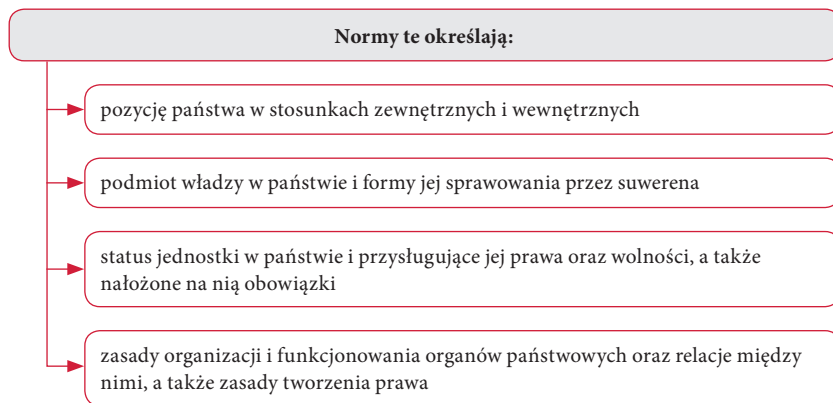 Normy te określają:
pozycję państwa w stosunkach zewnętrznych i wewnętrznych
podmiot władzy w państwie i formy jej sprawowania przez suwerena
status jednostki w państwie i przysługujące jej prawa oraz wolności, a także
nałożone na nią obowiązki
zasady organizacji i funkcjonowania organów państwowych oraz relacje między
nimi, a także zasady tworzenia prawa